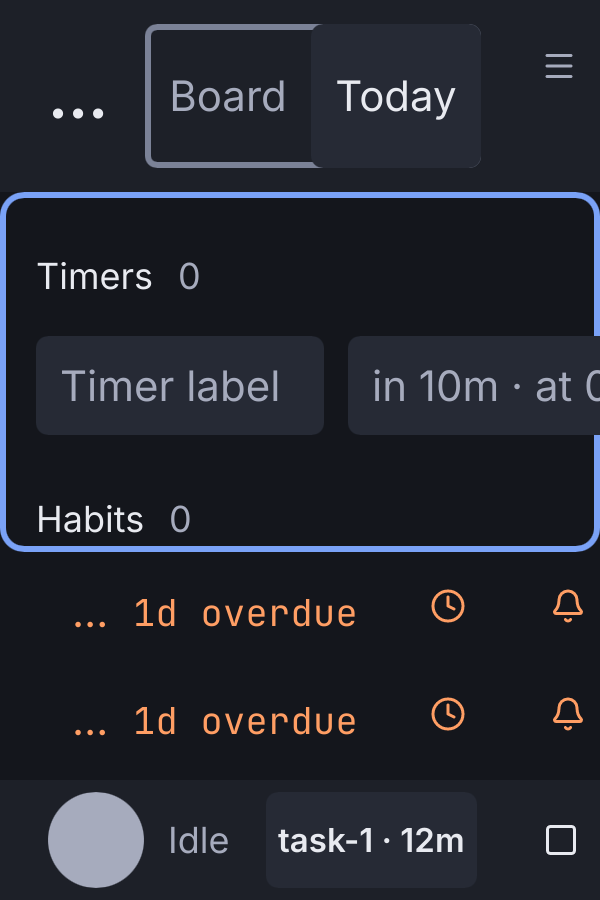 ... Board Today
Timers 0
Timer label in 10m · at
Habits 0
... 1d overdue
... 1d overdue
Idle task-1 · 12m